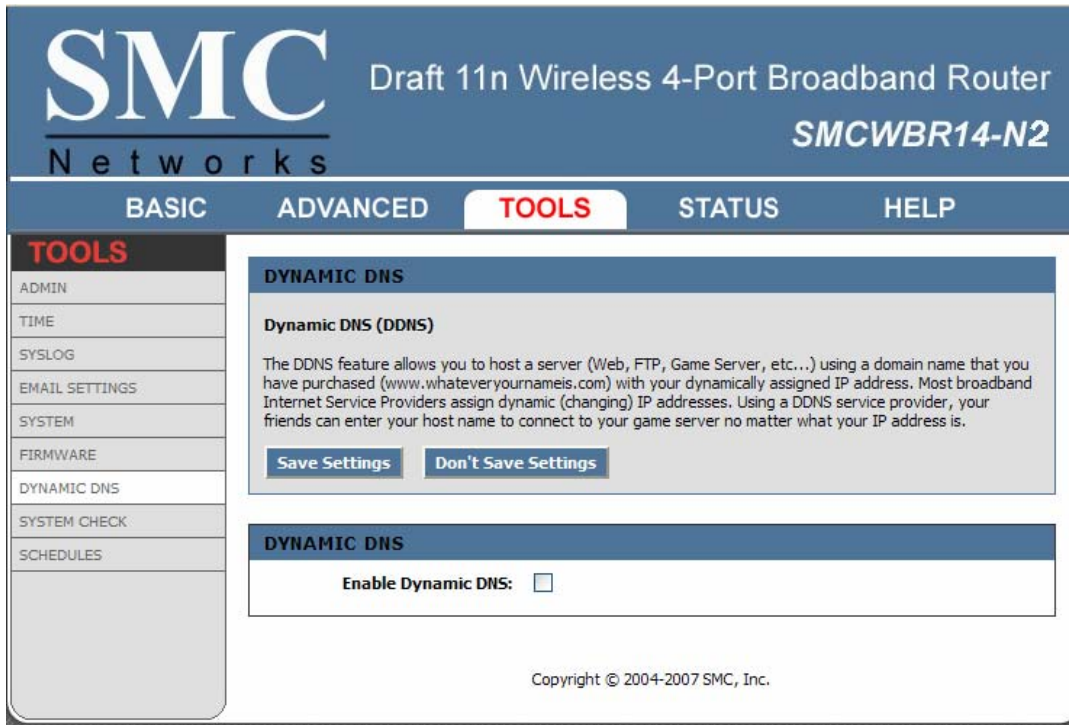 SMC
Networks
Draft 11n Wireless 4-Port Broadband Router
SMCWBR14-N2
BASIC ADVANCED TOOLS STATUS HELP
TOOLS
ADMIN
TIME
SYSLOG
EMAIL SETTINGS
SYSTEM
FIRMWARE
DYNAMIC DNS
SYSTEM CHECK
SCHEDULES
DYNAMIC DNS
Dynamic DNS (DDNS)
The DDNS feature allows you to host a server (Web, FTP, Game Server, etc...) using a domain name that you
have purchased (www.whateveryournameis.com) with your dynamically assigned IP address. Most broadband
Internet Service Providers assign dynamic (changing) IP addresses. Using a DDNS service provider, your
friends can enter your host name to connect to your game server no matter what your IP address is.
Save Settings Don't Save Settings
DYNAMIC DNS
Enable Dynamic DNS:
Copyright © 2004-2007 SMC, Inc.